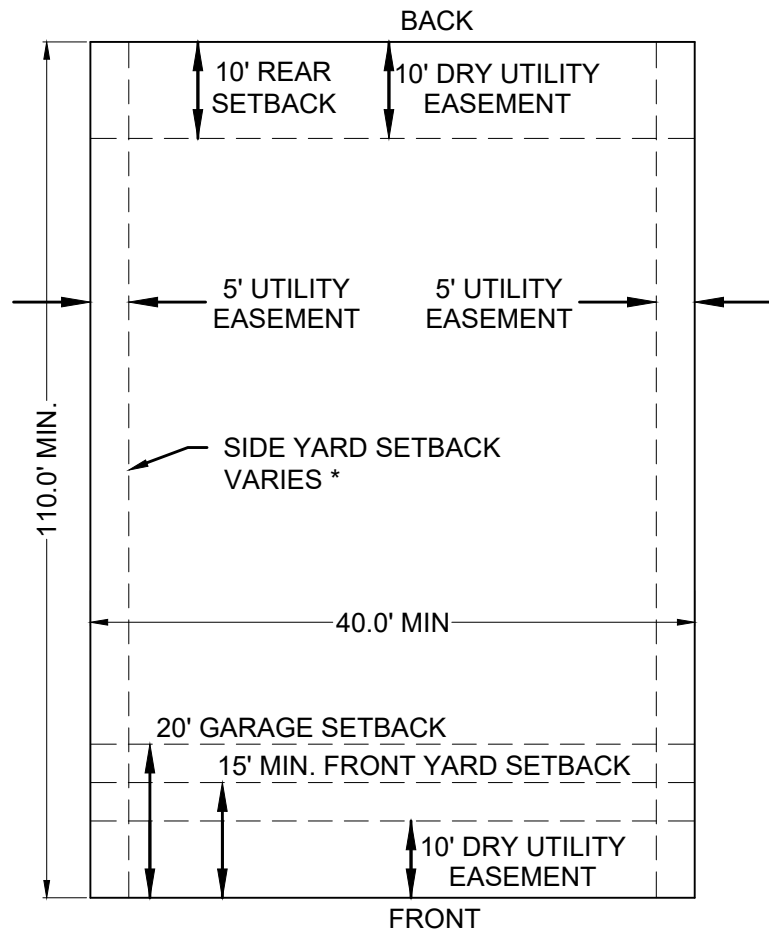 BACK
10' REAR
SETBACK
10' DRY UTILITY
EASEMENT
5' UTILITY
EASEMENT
5' UTILITY
EASEMENT
SIDE YARD SETBACK
VARIES *
110.0' MIN.
40.0' MIN
20' GARAGE SETBACK
15' MIN. FRONT YARD SETBACK
10' DRY UTILITY
EASEMENT
FRONT